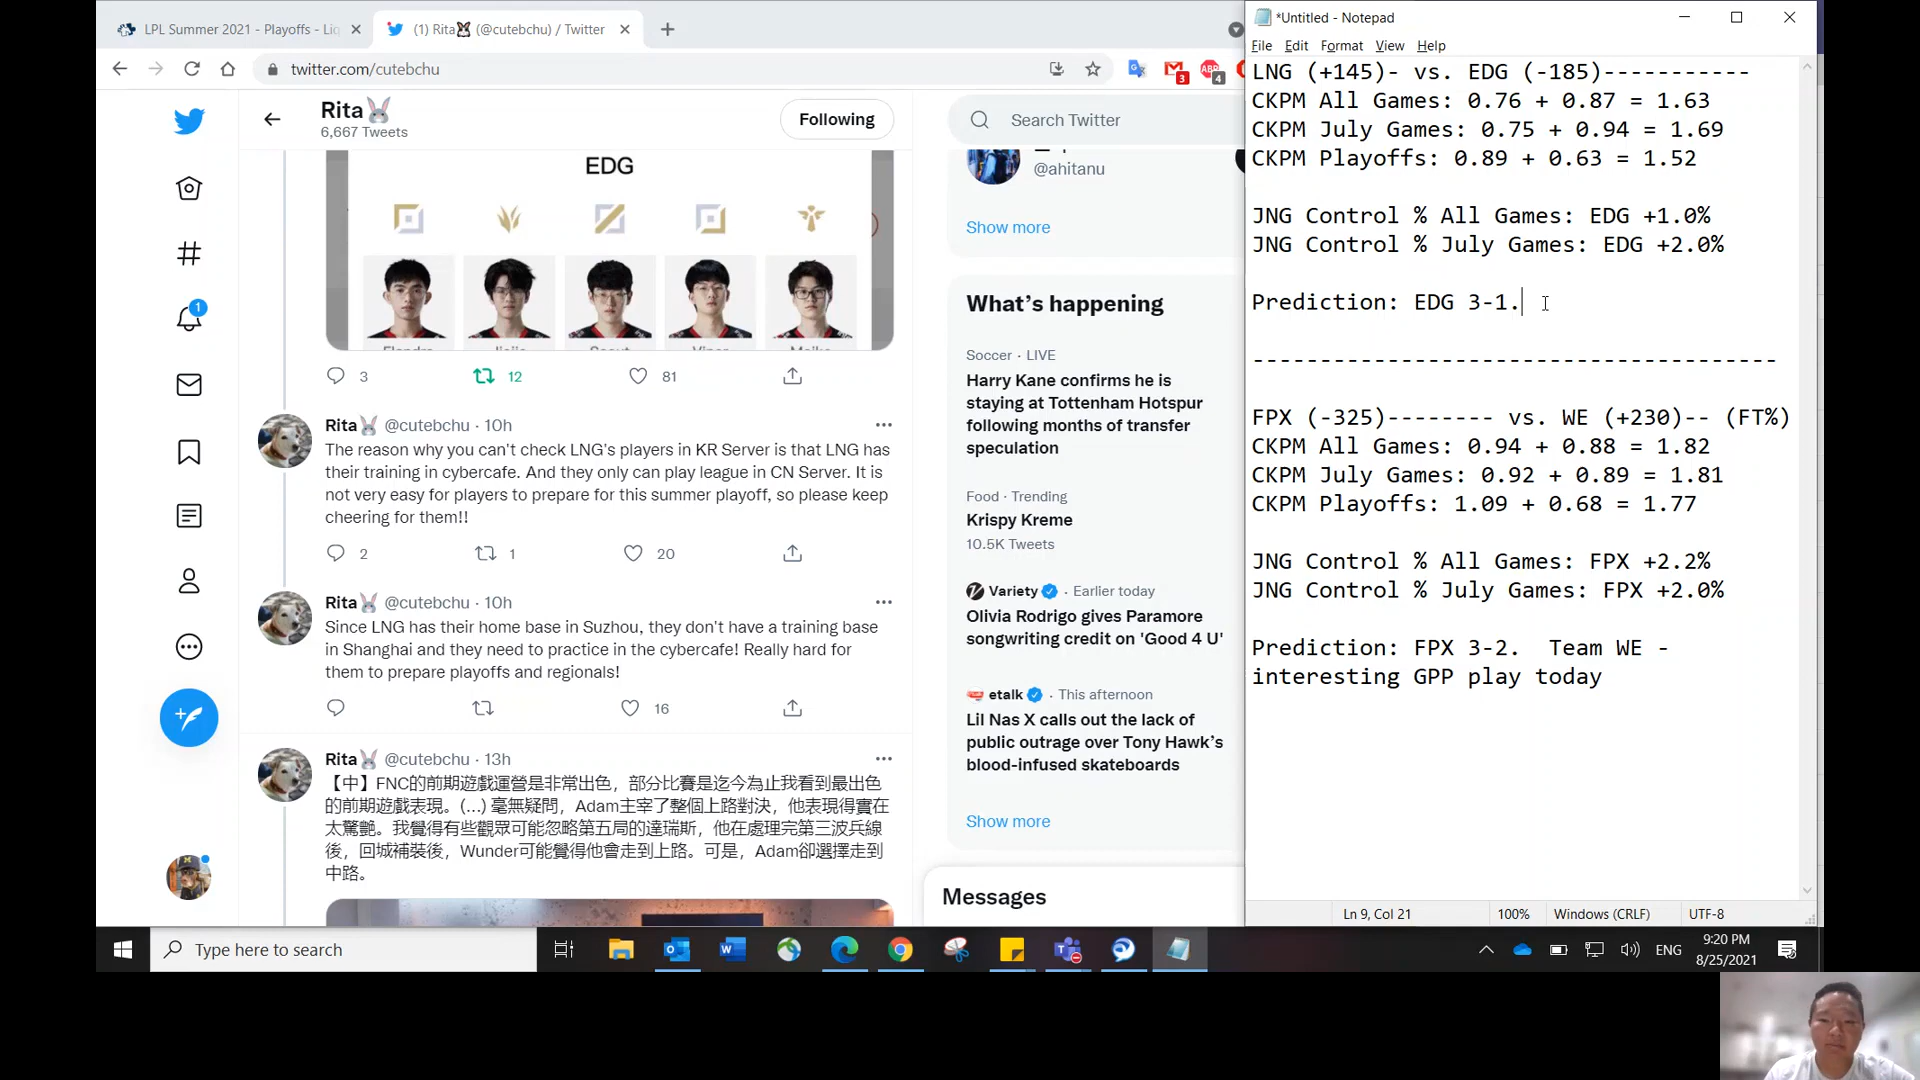 LPL Summer 2021 - Playoffs - Liq
(1) Rita🐰 (@cutebchu) / Twitter
twitter.com/cutebchu
3
4
Rita🐰
6,667 Tweets
Following
EDG
3
12
81
Rita🐰 @cutebchu · 10h
The reason why you can't check LNG's players in KR Server is that LNG has
their training in cybercafe. And they only can play league in CN Server. It is
not very easy for players to prepare for this summer playoff, so please keep
cheering for them!!
2
1
20
Rita🐰 @cutebchu · 10h
Since LNG has their home base in Suzhou, they don't have a training base
in Shanghai and they need to practice in the cybercafe! Really hard for
them to prepare playoffs and regionals!
16
Rita🐰 @cutebchu · 13h
【中】FNC的前期遊戲運營是非常出色，部分比賽是迄今為止我看到最出色
的前期遊戲表現。(...) 毫無疑問，Adam主宰了整個上路對決，他表現得實在
太驚艷。我覺得有些觀眾可能忽略第五局的達瑞斯，他在處理完第三波兵線
後，回城補裝後，Wunder可能覺得他會走到上路。可是，Adam卻選擇走到
中路。
1
Search Twitter
@ahitanu
Show more
What's happening
Soccer · LIVE
Harry Kane confirms he is
staying at Tottenham Hotspur
following months of transfer
speculation
Food · Trending
Krispy Kreme
10.5K Tweets
Variety · Earlier today
Olivia Rodrigo gives Paramore
songwriting credit on 'Good 4 U'
etalk · This afternoon
Lil Nas X calls out the lack of
public outrage over Tony Hawk's
blood-infused skateboards
Show more
Messages
*Untitled - Notepad
File Edit Format View Help
LNG (+145)- vs. EDG (-185)-----------
CKPM All Games: 0.76 + 0.87 = 1.63
CKPM July Games: 0.75 + 0.94 = 1.69
CKPM Playoffs: 0.89 + 0.63 = 1.52
JNG Control % All Games: EDG +1.0%
JNG Control % July Games: EDG +2.0%
Prediction: EDG 3-1.
---------------------------------------
FPX (-325)-------- vs. WE (+230)-- (FT%)
CKPM All Games: 0.94 + 0.88 = 1.82
CKPM July Games: 0.92 + 0.89 = 1.81
CKPM Playoffs: 1.09 + 0.68 = 1.77
JNG Control % All Games: FPX +2.2%
JNG Control % July Games: FPX +2.0%
Prediction: FPX 3-2.  Team WE -
interesting GPP play today
Ln 9, Col 21
100%
Windows (CRLF)
UTF-8
Type here to search
ENG
9:20 PM
8/25/2021